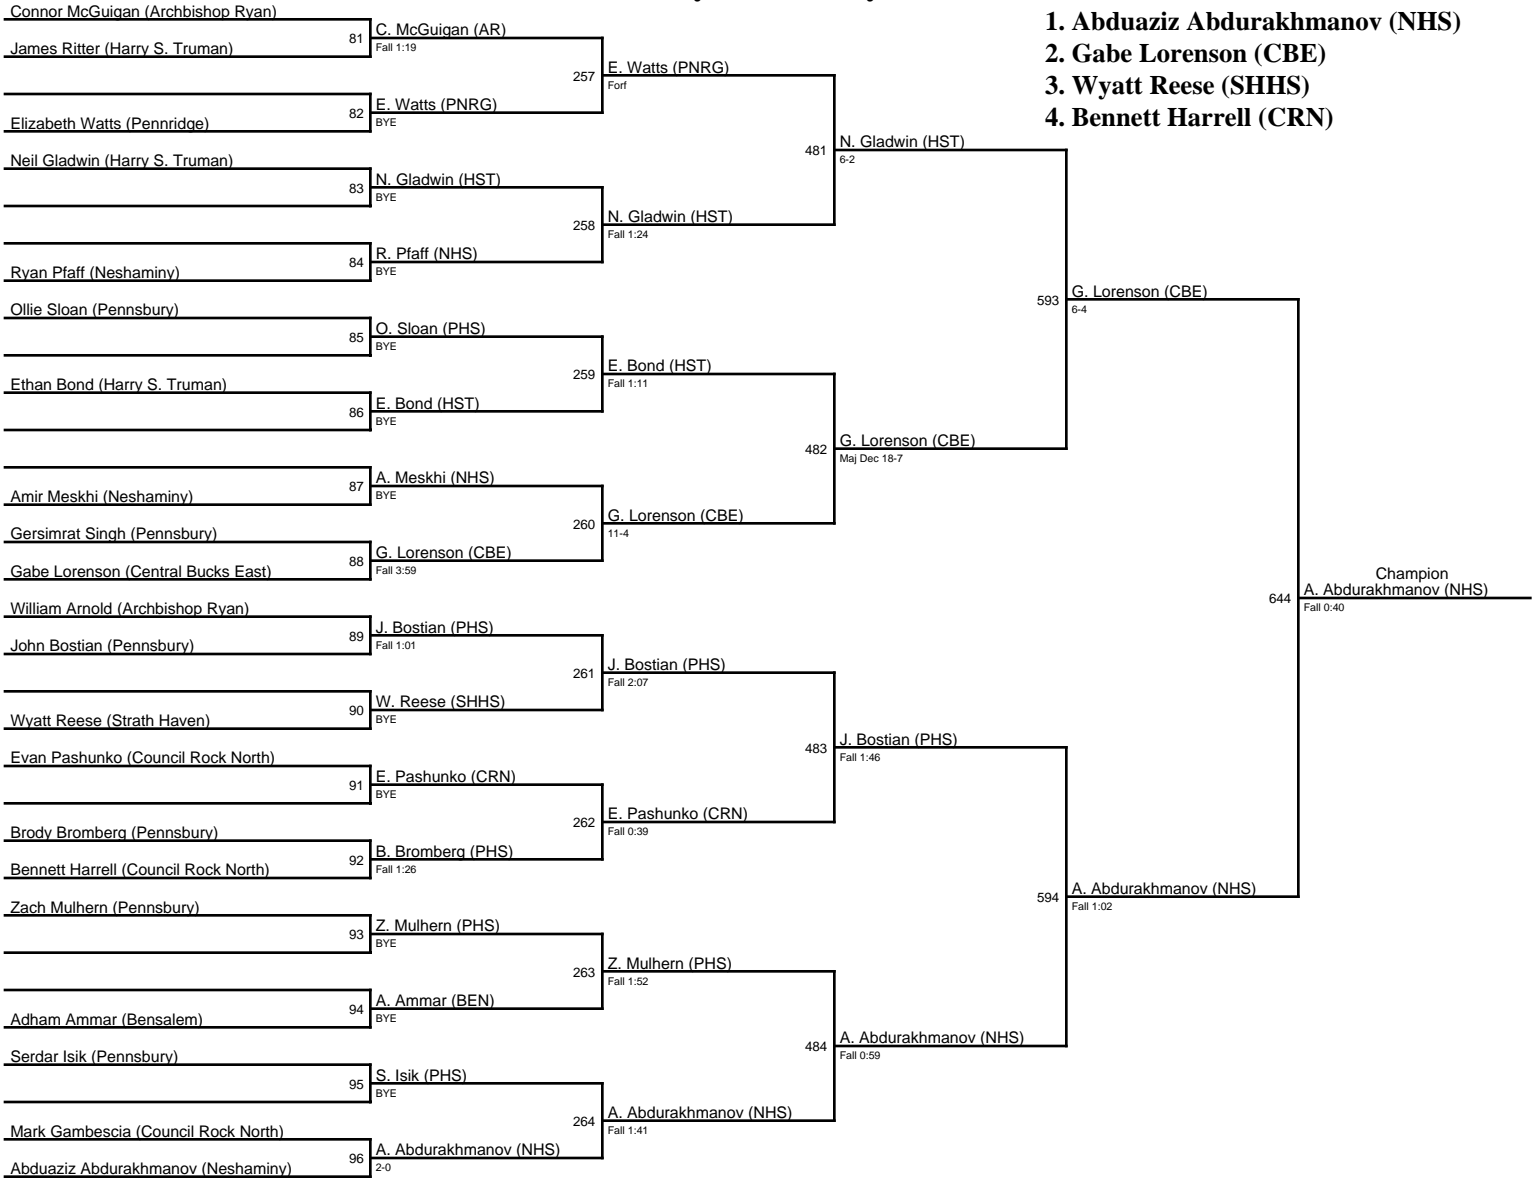 1. Abduaziz Abdurakhmanov (NHS)
2. Gabe Lorenson (CBE)
3. Wyatt Reese (SHHS)
4. Bennett Harrell (CRN)
Connor McGuigan (Archbishop Ryan)
81
James Ritter (Harry S. Truman)
C. McGuigan (AR)
Fall 1:19
257
E. Watts (PNRG)
Forf
82
Elizabeth Watts (Pennridge)
E. Watts (PNRG)
BYE
481
N. Gladwin (HST)
6-2
Neil Gladwin (Harry S. Truman)
83
N. Gladwin (HST)
BYE
258
N. Gladwin (HST)
Fall 1:24
84
Ryan Pfaff (Neshaminy)
R. Pfaff (NHS)
BYE
593
G. Lorenson (CBE)
6-4
Ollie Sloan (Pennsbury)
85
O. Sloan (PHS)
BYE
259
E. Bond (HST)
Fall 1:11
Ethan Bond (Harry S. Truman)
86
E. Bond (HST)
BYE
482
G. Lorenson (CBE)
Maj Dec 18-7
87
Amir Meskhi (Neshaminy)
A. Meskhi (NHS)
BYE
260
G. Lorenson (CBE)
11-4
Gersimrat Singh (Pennsbury)
88
Gabe Lorenson (Central Bucks East)
G. Lorenson (CBE)
Fall 3:59
Champion
644
A. Abdurakhmanov (NHS)
Fall 0:40
William Arnold (Archbishop Ryan)
89
John Bostian (Pennsbury)
J. Bostian (PHS)
Fall 1:01
261
J. Bostian (PHS)
Fall 2:07
90
Wyatt Reese (Strath Haven)
W. Reese (SHHS)
BYE
483
J. Bostian (PHS)
Fall 1:46
Evan Pashunko (Council Rock North)
91
E. Pashunko (CRN)
BYE
262
E. Pashunko (CRN)
Fall 0:39
Brody Bromberg (Pennsbury)
92
Bennett Harrell (Council Rock North)
B. Bromberg (PHS)
Fall 1:26
594
A. Abdurakhmanov (NHS)
Fall 1:02
Zach Mulhern (Pennsbury)
93
Z. Mulhern (PHS)
BYE
263
Z. Mulhern (PHS)
Fall 1:52
94
Adham Ammar (Bensalem)
A. Ammar (BEN)
BYE
484
A. Abdurakhmanov (NHS)
Fall 0:59
Serdar Isik (Pennsbury)
95
S. Isik (PHS)
BYE
264
A. Abdurakhmanov (NHS)
Fall 1:41
Mark Gambescia (Council Rock North)
96
Abduaziz Abdurakhmanov (Neshaminy)
A. Abdurakhmanov (NHS)
2-0